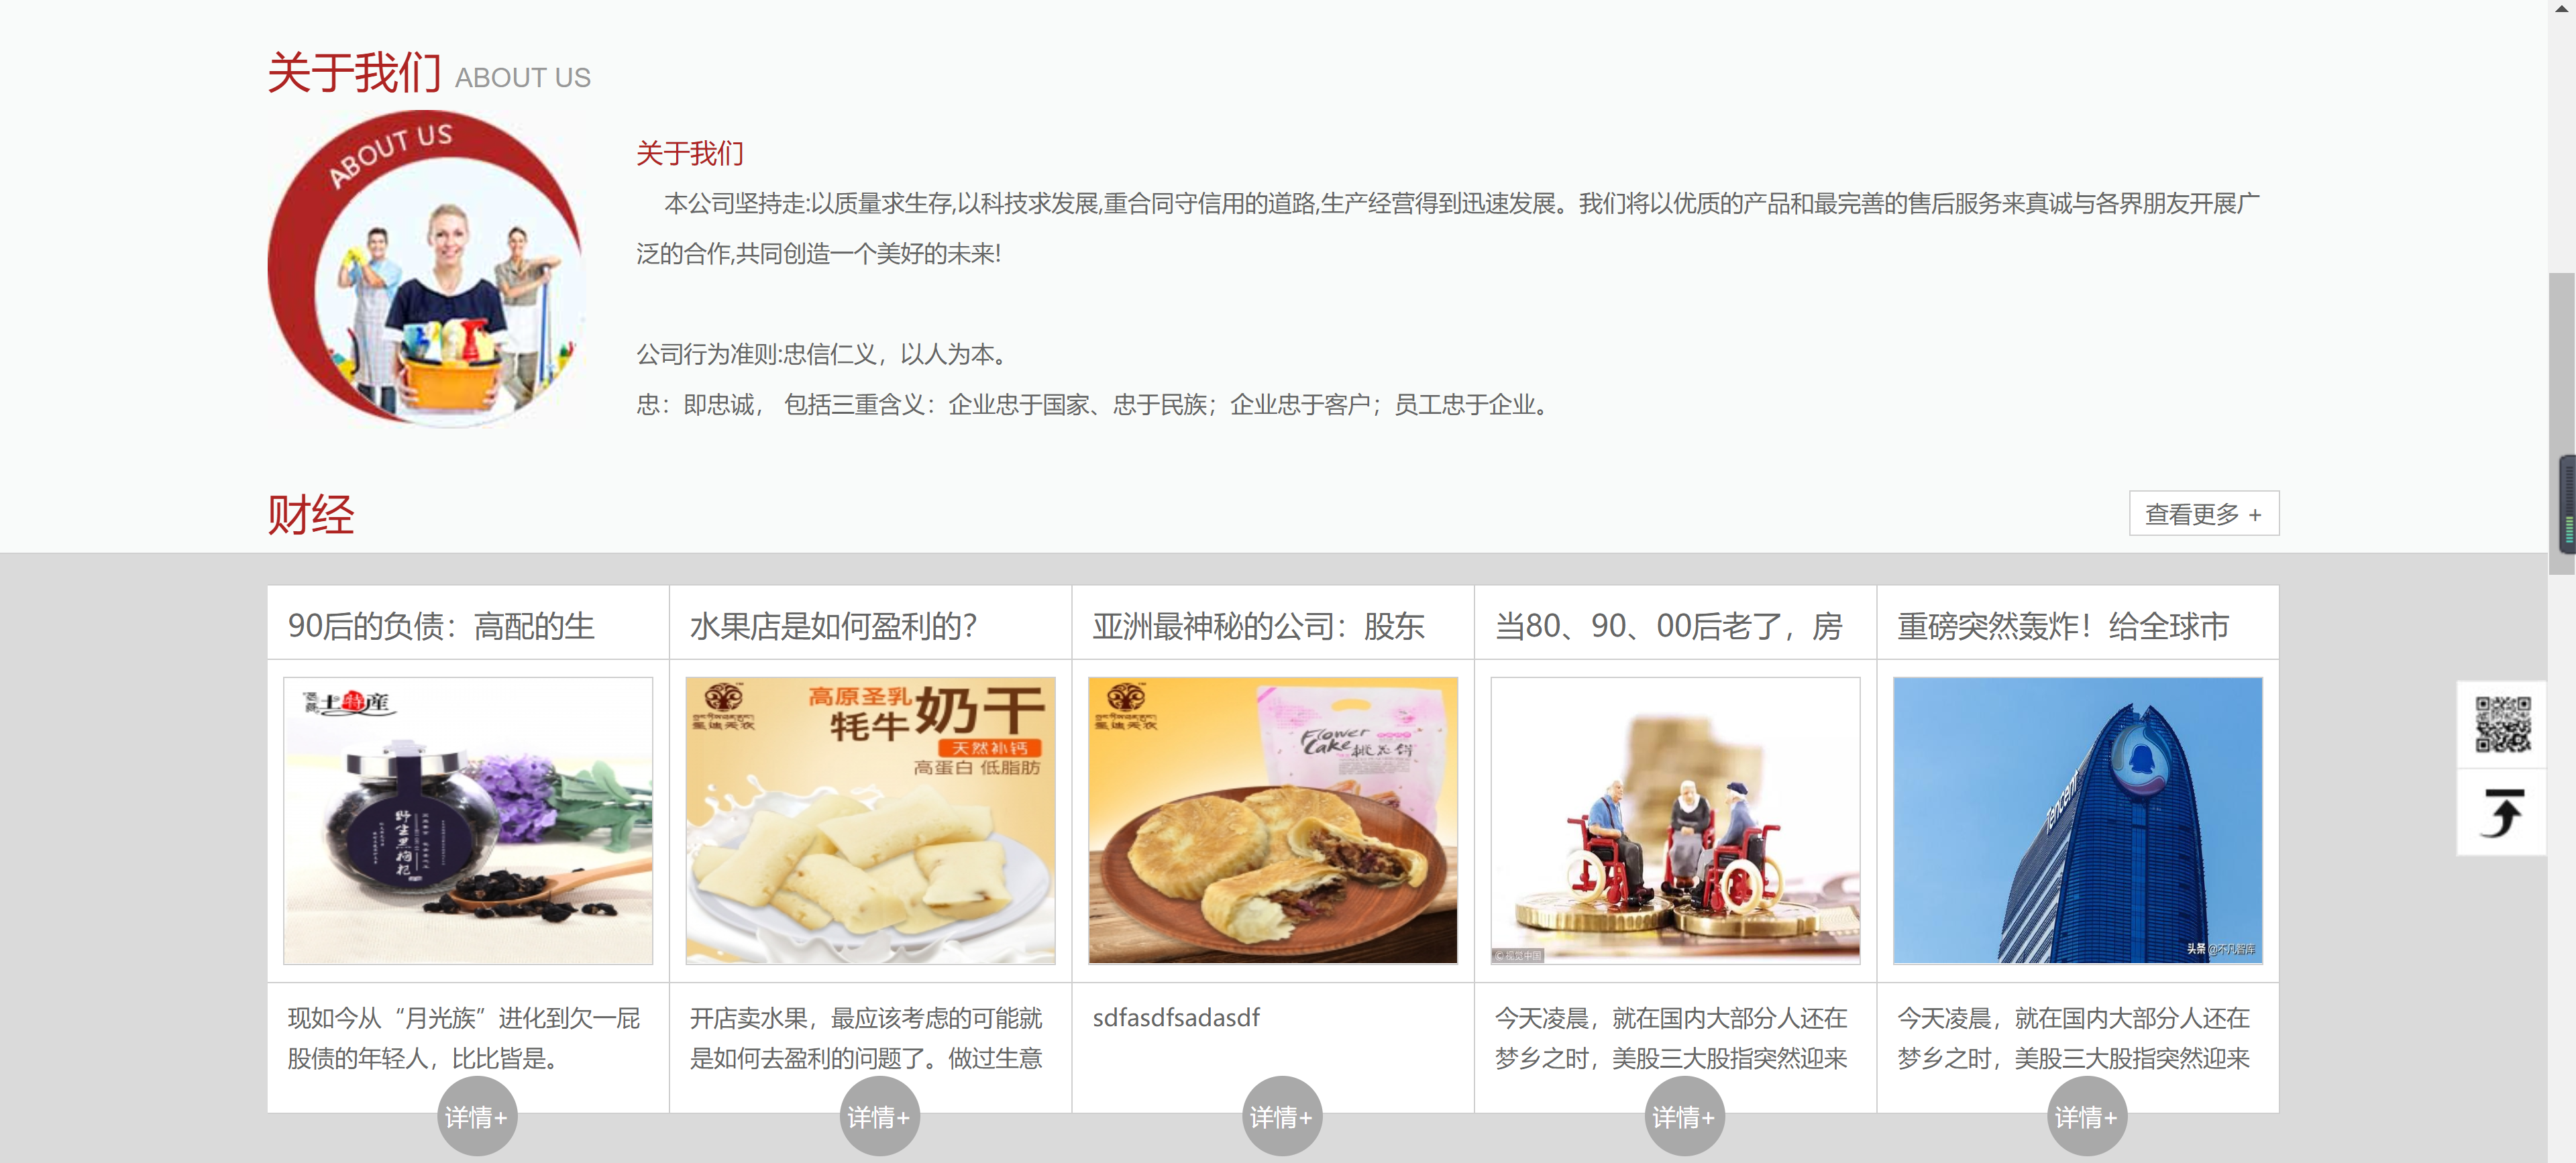 关于我们 ABOUT US
ABOUT US
关于我们
本公司坚持走:以质量求生存,以科技求发展,重合同守信用的道路,生产经营得到迅速发展。我们将以优质的产品和最完善的售后服务来真诚与各界朋友开展广
泛的合作,共同创造一个美好的未来!
公司行为准则:忠信仁义，以人为本。
忠：即忠诚， 包括三重含义：企业忠于国家、忠于民族；企业忠于客户；员工忠于企业。
财经
查看更多 +
90后的负债：高配的生
水果店是如何盈利的?
亚洲最神秘的公司：股东
当80、90、00后老了，房
重磅突然轰炸！给全球市
土特産
野生黑枸杞
高原圣乳
牦牛奶干
天然补钙
高蛋白 低脂肪
Flower
Cake 桃花饼
©视觉中国
Tencent
头条 @不凡智库
现如今从“月光族”进化到欠一屁
股债的年轻人，比比皆是。
开店卖水果，最应该考虑的可能就
是如何去盈利的问题了。做过生意
sdfasdfsadasdf
今天凌晨，就在国内大部分人还在
梦乡之时，美股三大股指突然迎来
今天凌晨，就在国内大部分人还在
梦乡之时，美股三大股指突然迎来
详情+
详情+
详情+
详情+
详情+